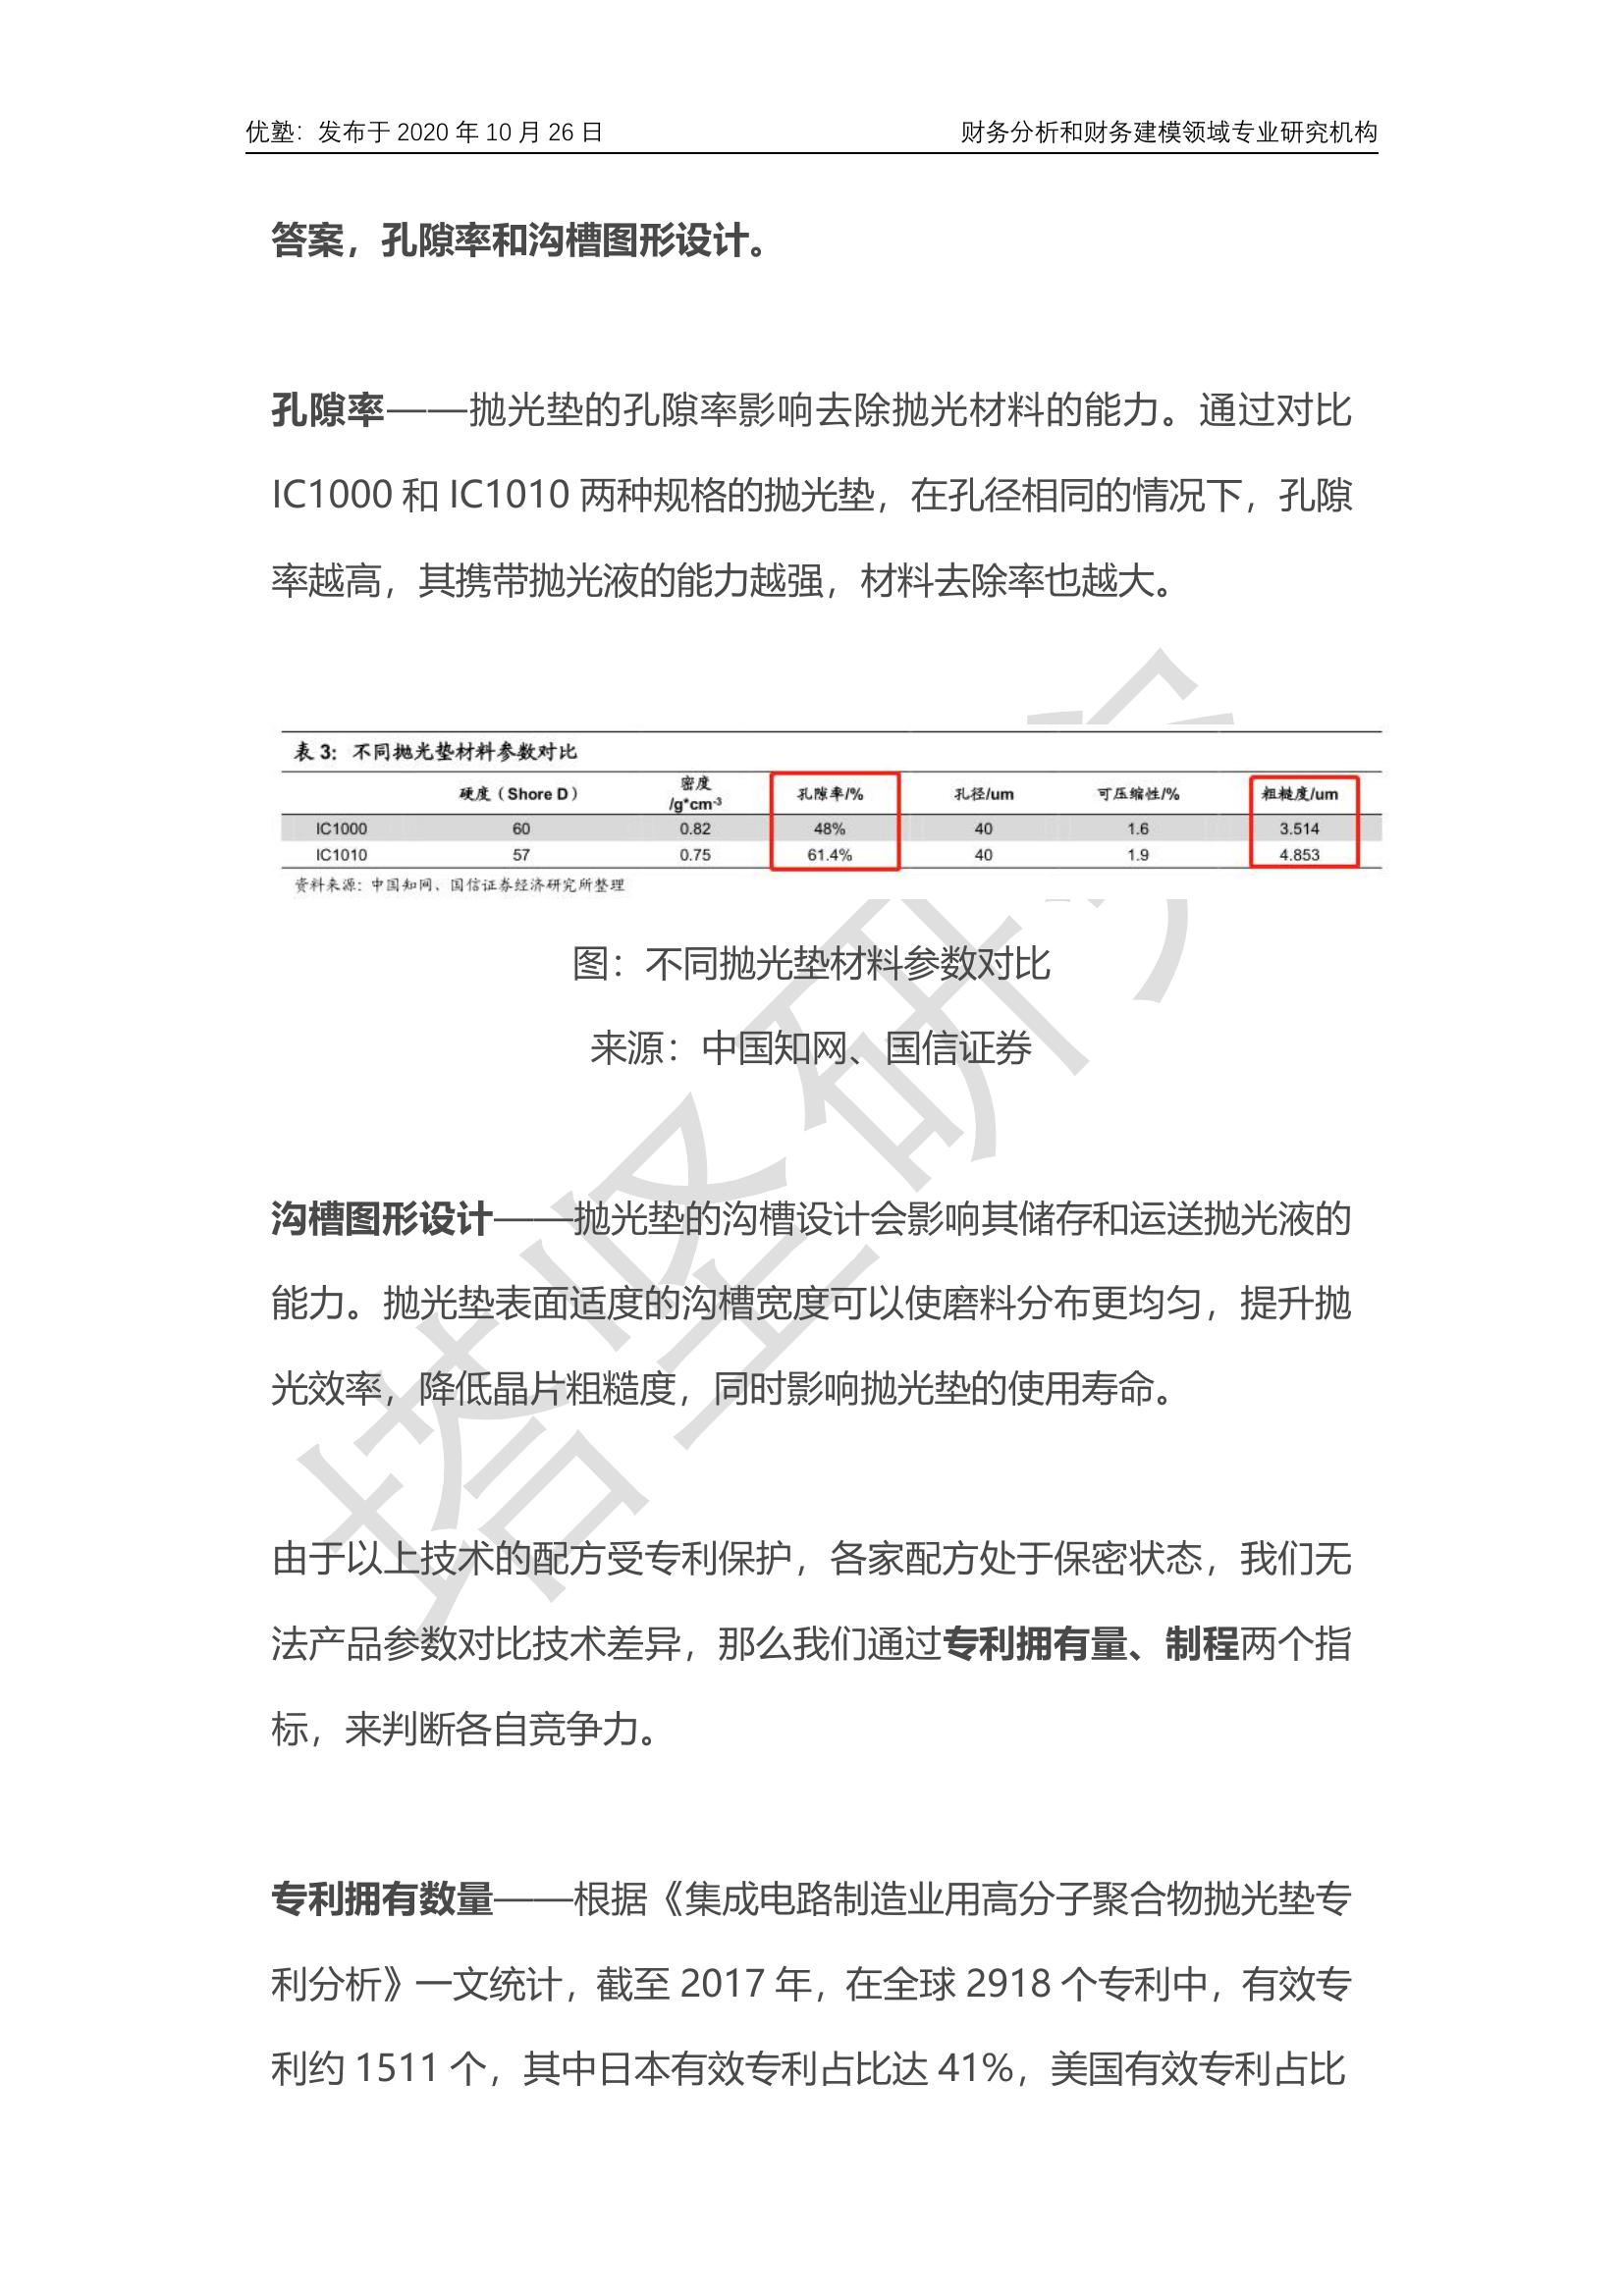 优塾：发布于 2020 年 10 月 26 日 财务分析和财务建模领域专业研究机构
答案，孔隙率和沟槽图形设计。
孔隙率——抛光垫的孔隙率影响去除抛光材料的能力。通过对比
IC1000 和 IC1010 两种规格的抛光垫，在孔径相同的情况下，孔隙
率越高，其携带抛光液的能力越强，材料去除率也越大。
表 3：不同抛光垫材料参数对比
硬度（Shore D） 密度/g*cm-3 孔隙率/% 孔径/um 可压缩性/% 粗糙度/um
IC1000 60 0.82 48% 40 1.6 3.514
IC1010 57 0.75 61.4% 40 1.9 4.853
资料来源：中国知网、国信证券经济研究所整理
图：不同抛光垫材料参数对比
来源：中国知网、国信证券
沟槽图形设计——抛光垫的沟槽设计会影响其储存和运送抛光液的
能力。抛光垫表面适度的沟槽宽度可以使磨料分布更均匀，提升抛
光效率，降低晶片粗糙度，同时影响抛光垫的使用寿命。
由于以上技术的配方受专利保护，各家配方处于保密状态，我们无
法产品参数对比技术差异，那么我们通过专利拥有量、制程两个指
标，来判断各自竞争力。
专利拥有数量——根据《集成电路制造业用高分子聚合物抛光垫专
利分析》一文统计，截至 2017 年，在全球 2918 个专利中，有效专
利约 1511 个，其中日本有效专利占比达 41%，美国有效专利占比
塔坚研